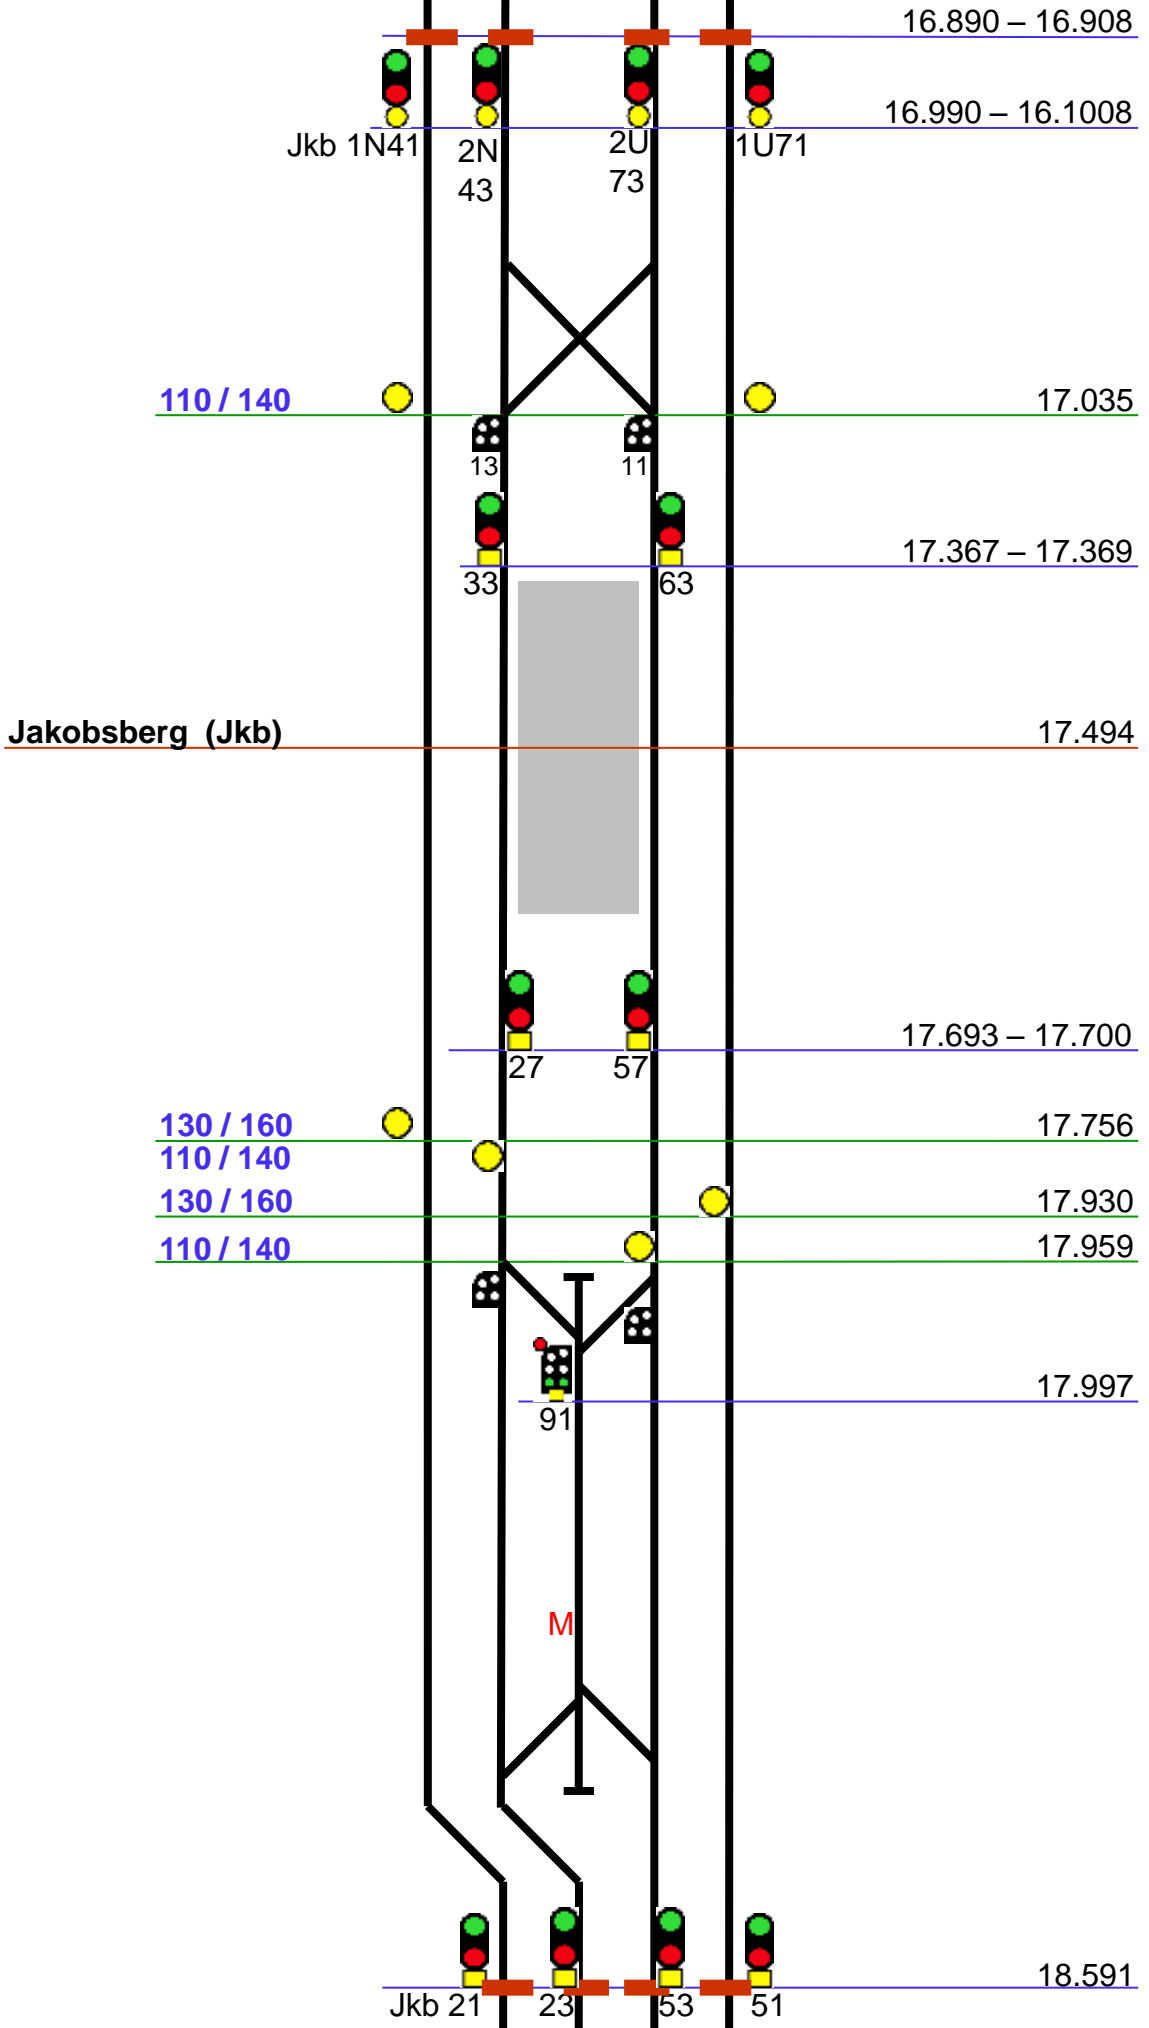 16.890 – 16.908
16.990 – 16.1008
Jkb 1N41
2N
43
2U
73
1U71
110 / 140
17.035
13
11
17.367 – 17.369
33
63
Jakobsberg (Jkb)
17.494
17.693 – 17.700
27
57
130 / 160
17.756
110 / 140
130 / 160
17.930
110 / 140
17.959
17.997
91
M
18.591
Jkb 21
23
53
51